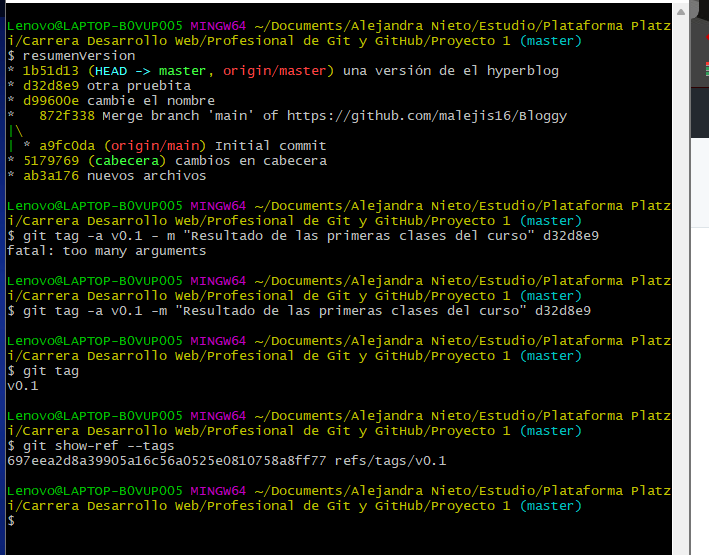 Lenovo@LAPTOP-B0VUP005 MINGW64 ~/Documents/Alejandra Nieto/Estudio/Plataforma Platz
i/Carrera Desarrollo Web/Profesional de Git y GitHub/Proyecto 1 (master)
$ resumenVersion
* 1b51d13 (HEAD -> master, origin/master) una versión de el hyperblog
* d32d8e9 otra pruebita
* d99600e cambie el nombre
*   872f338 Merge branch 'main' of https://github.com/malejis16/Bloggy
|\
| * a9fc0da (origin/main) Initial commit
* 5179769 (cabecera) cambios en cabecera
* ab3a176 nuevos archivos
Lenovo@LAPTOP-B0VUP005 MINGW64 ~/Documents/Alejandra Nieto/Estudio/Plataforma Platz
i/Carrera Desarrollo Web/Profesional de Git y GitHub/Proyecto 1 (master)
$ git tag -a v0.1 - m "Resultado de las primeras clases del curso" d32d8e9
fatal: too many arguments
Lenovo@LAPTOP-B0VUP005 MINGW64 ~/Documents/Alejandra Nieto/Estudio/Plataforma Platz
i/Carrera Desarrollo Web/Profesional de Git y GitHub/Proyecto 1 (master)
$ git tag -a v0.1 -m "Resultado de las primeras clases del curso" d32d8e9
Lenovo@LAPTOP-B0VUP005 MINGW64 ~/Documents/Alejandra Nieto/Estudio/Plataforma Platz
i/Carrera Desarrollo Web/Profesional de Git y GitHub/Proyecto 1 (master)
$ git tag
v0.1
Lenovo@LAPTOP-B0VUP005 MINGW64 ~/Documents/Alejandra Nieto/Estudio/Plataforma Platz
i/Carrera Desarrollo Web/Profesional de Git y GitHub/Proyecto 1 (master)
$ git show-ref --tags
697eea2d8a39905a16c56a0525e0810758a8ff77 refs/tags/v0.1
Lenovo@LAPTOP-B0VUP005 MINGW64 ~/Documents/Alejandra Nieto/Estudio/Plataforma Platz
i/Carrera Desarrollo Web/Profesional de Git y GitHub/Proyecto 1 (master)
$